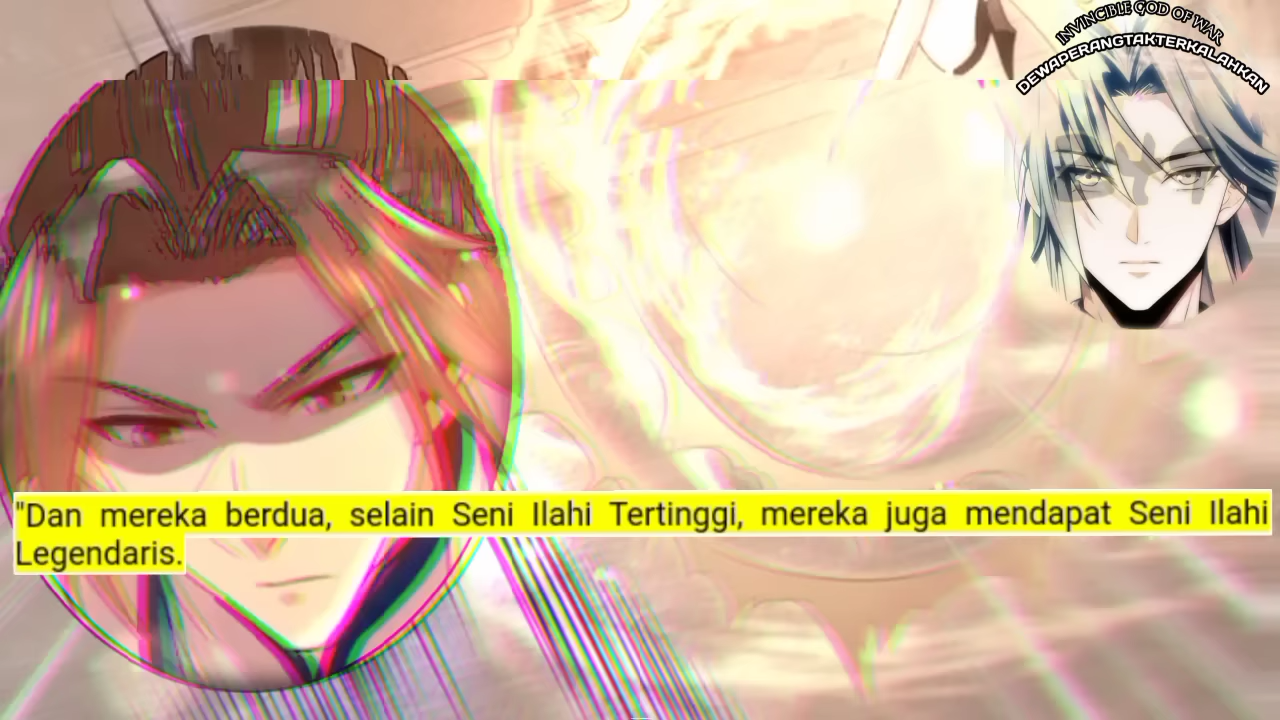 INVINCIBLE GOD OF WAR
DEWAPERANGTAKTERKALAHKAN
"Dan mereka berdua, selain Seni Ilahi Tertinggi, mereka juga mendapat Seni Ilahi
Legendaris.